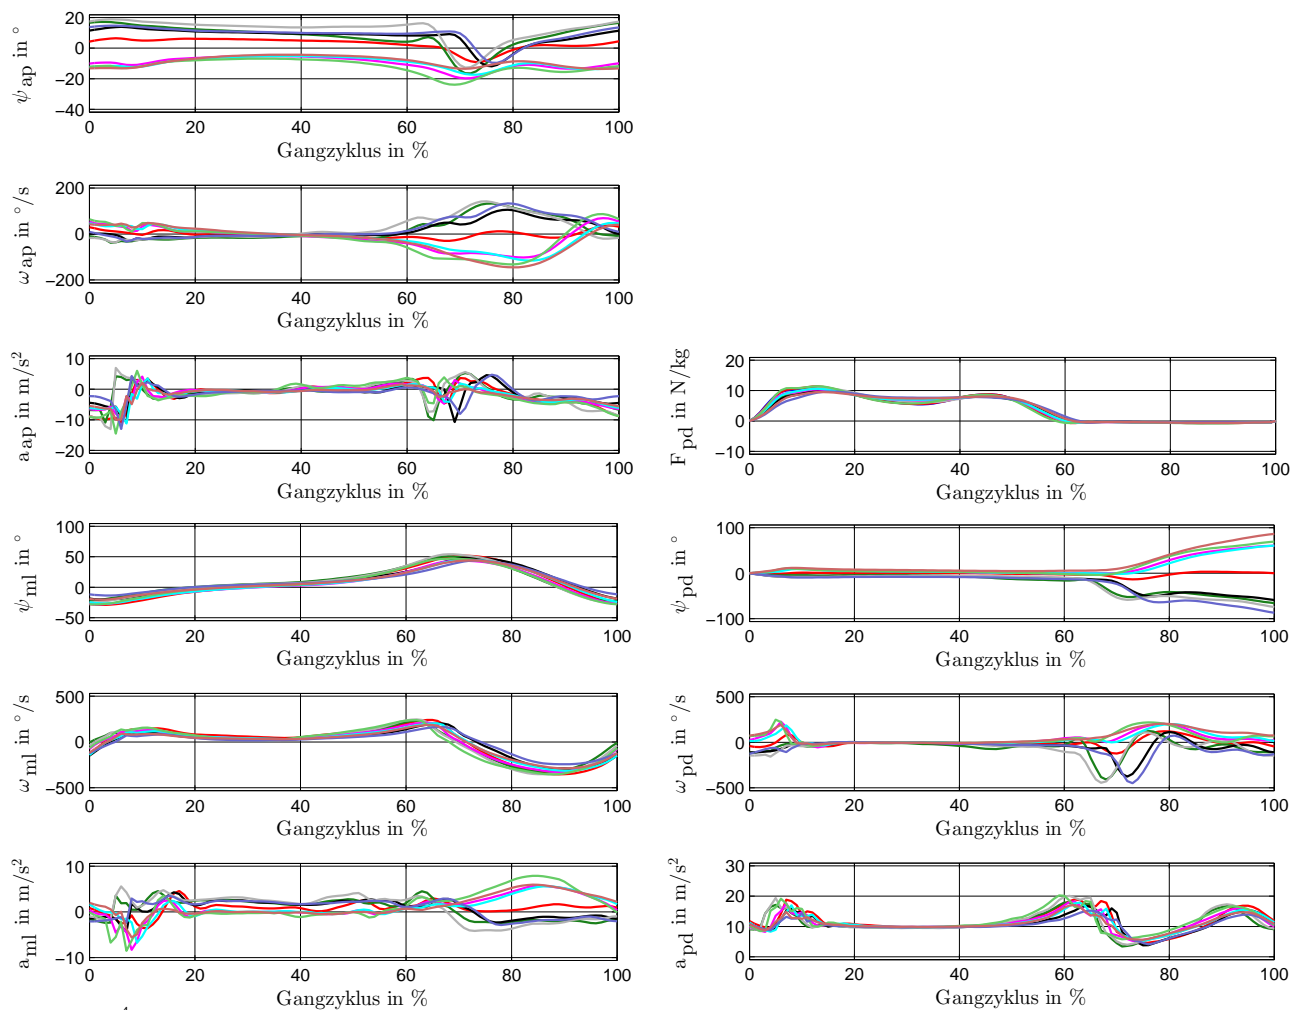 ψap in °
20
0
−20
−40
0 20 40 60 80 100
Gangzyklus in %
ωap in °/s
200
0
−200
0 20 40 60 80 100
Gangzyklus in %
aap in m/s²
10
0
−10
−20
0 20 40 60 80 100
Gangzyklus in %
Fpd in N/kg
20
10
0
−10
0 20 40 60 80 100
Gangzyklus in %
ψml in °
100
50
0
−50
0 20 40 60 80 100
Gangzyklus in %
ψpd in °
100
0
−100
0 20 40 60 80 100
Gangzyklus in %
ωml in °/s
500
0
−500
0 20 40 60 80 100
Gangzyklus in %
ωpd in °/s
500
0
−500
0 20 40 60 80 100
Gangzyklus in %
aml in m/s²
10
0
−10
0 20 40 60 80 100
Gangzyklus in %
apd in m/s²
30
20
10
0
0 20 40 60 80 100
Gangzyklus in %